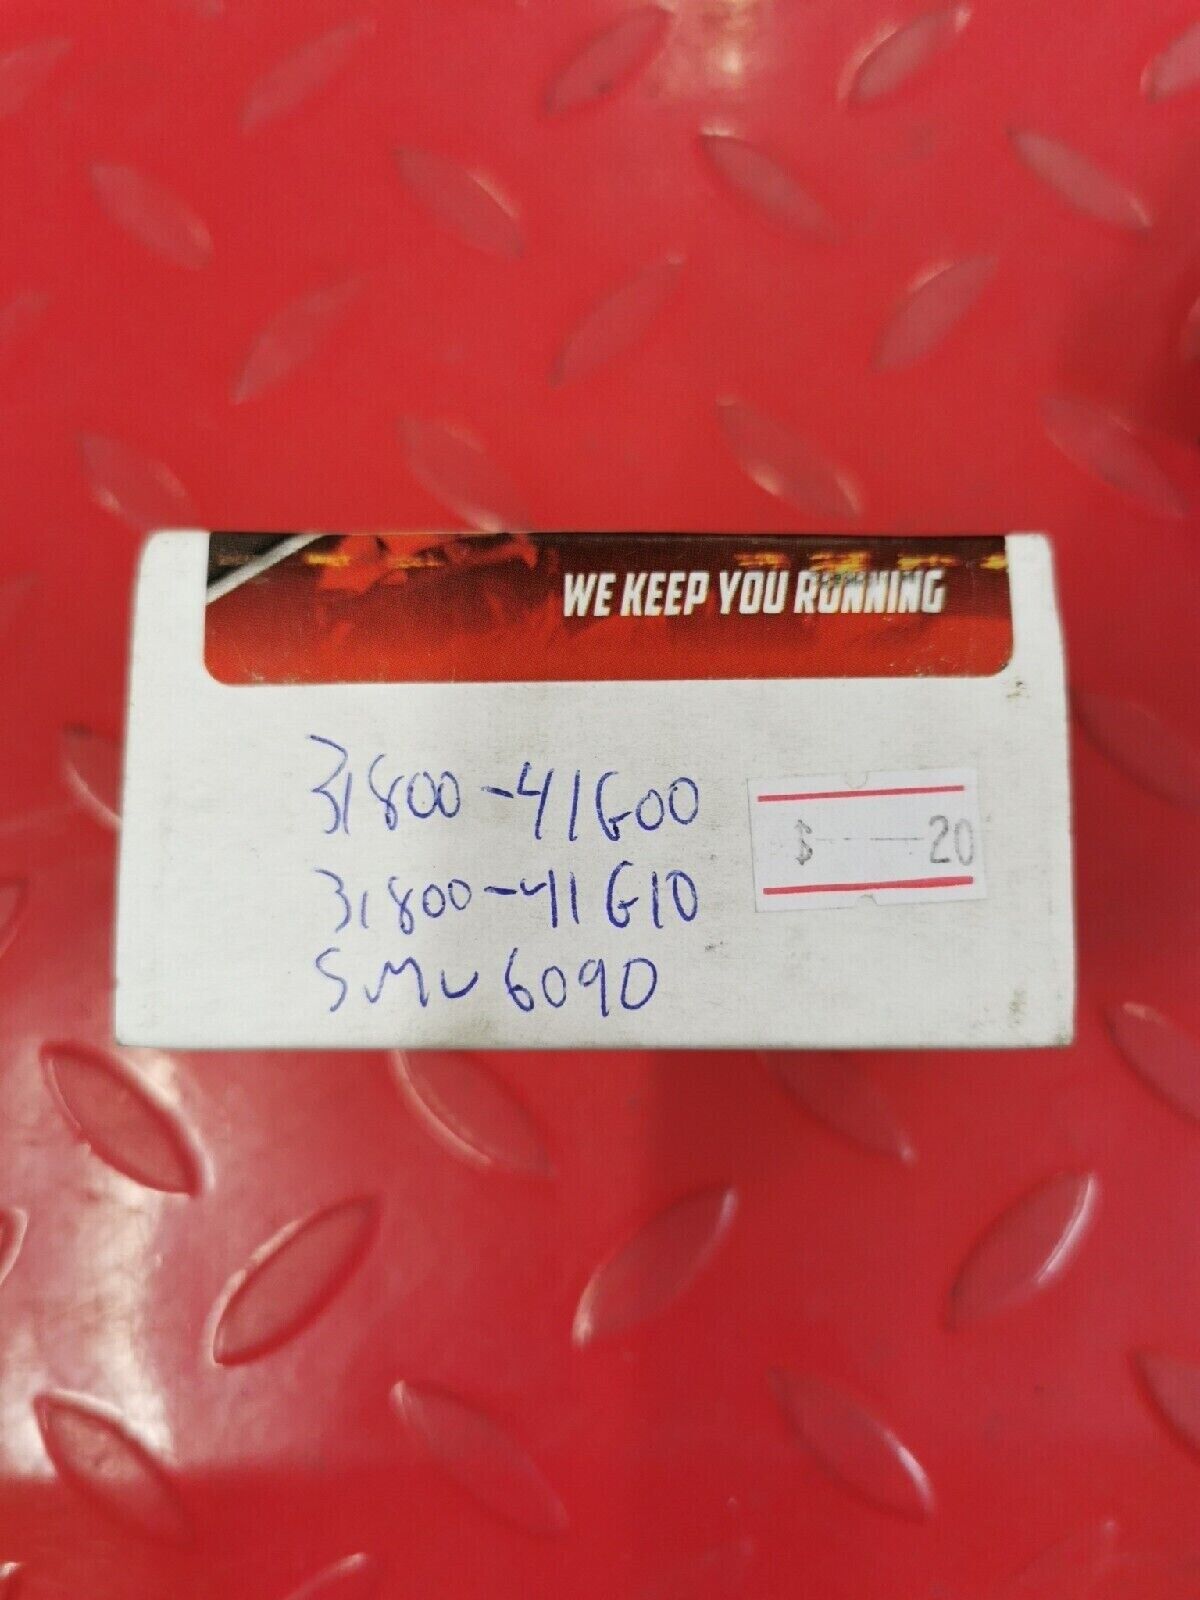 WE KEEP YOU RUNNING
31800-41G00
$ 20
31800-41G10
SMU6090